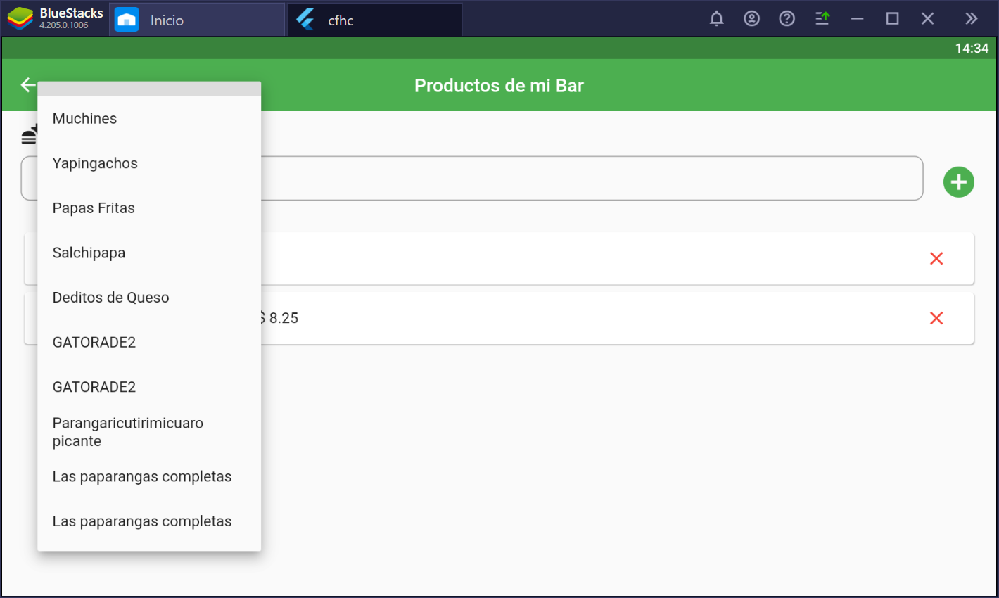 BlueStacks
4.205.0.1006
Inicio
cfhc
14:34
Productos de mi Bar
Muchines
Yapingachos
Papas Fritas
Salchipapa
Deditos de Queso
GATORADE2
GATORADE2
Parangaricutirimicuaro
picante
Las paparangas completas
Las paparangas completas
$ 8.25